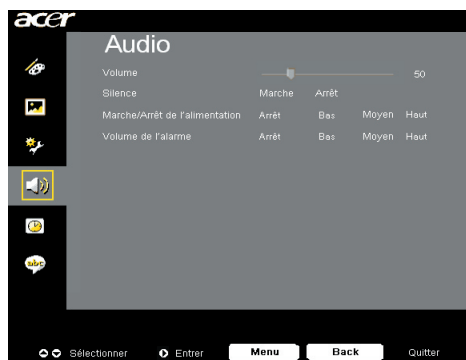 acer
Audio
Volume 50
Silence Marche Arrêt
Marche/Arrêt de l'alimentation Arrêt Bas Moyen Haut
Volume de l'alarme Arrêt Bas Moyen Haut
abc
Sélectionner Entrer Menu Back Quitter